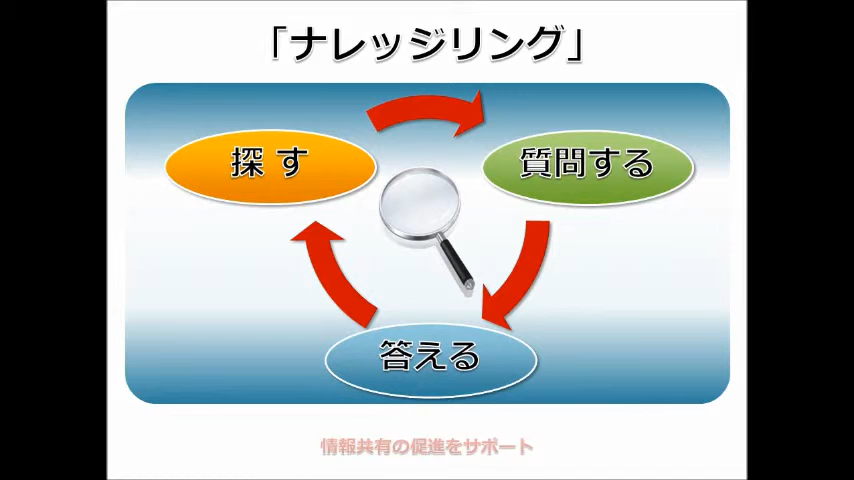 「ナレッジリング」
探 す
質問する
答える
情報共有の促進をサポート